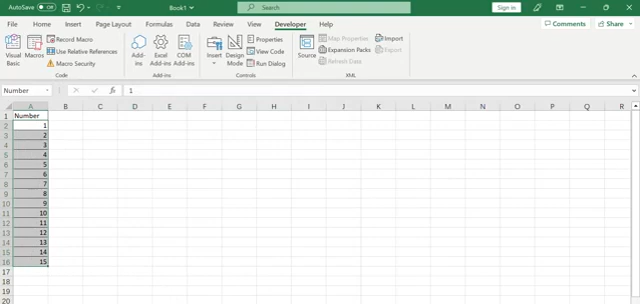 AutoSave Off Book1 Search Sign in
Home Insert Page Layout Formulas Data Review View Developer Help Comments Share
Visual Basic Macros Record Macro Use Relative References Macro Security
Add-ins Excel Add-ins COM Add-ins
Insert Design Mode Properties View Code Run Dialog
Source Map Properties Expansion Packs Refresh Data Import Export
Code Add-ins Controls XML
Number fx 1
A B C D E F G H I J K L M N O P Q R
1 Number
2 1
3 2
4 3
5 4
6 5
7 6
8 7
9 8
10 9
11 10
12 11
13 12
14 13
15 14
16 15
17
18
19
20